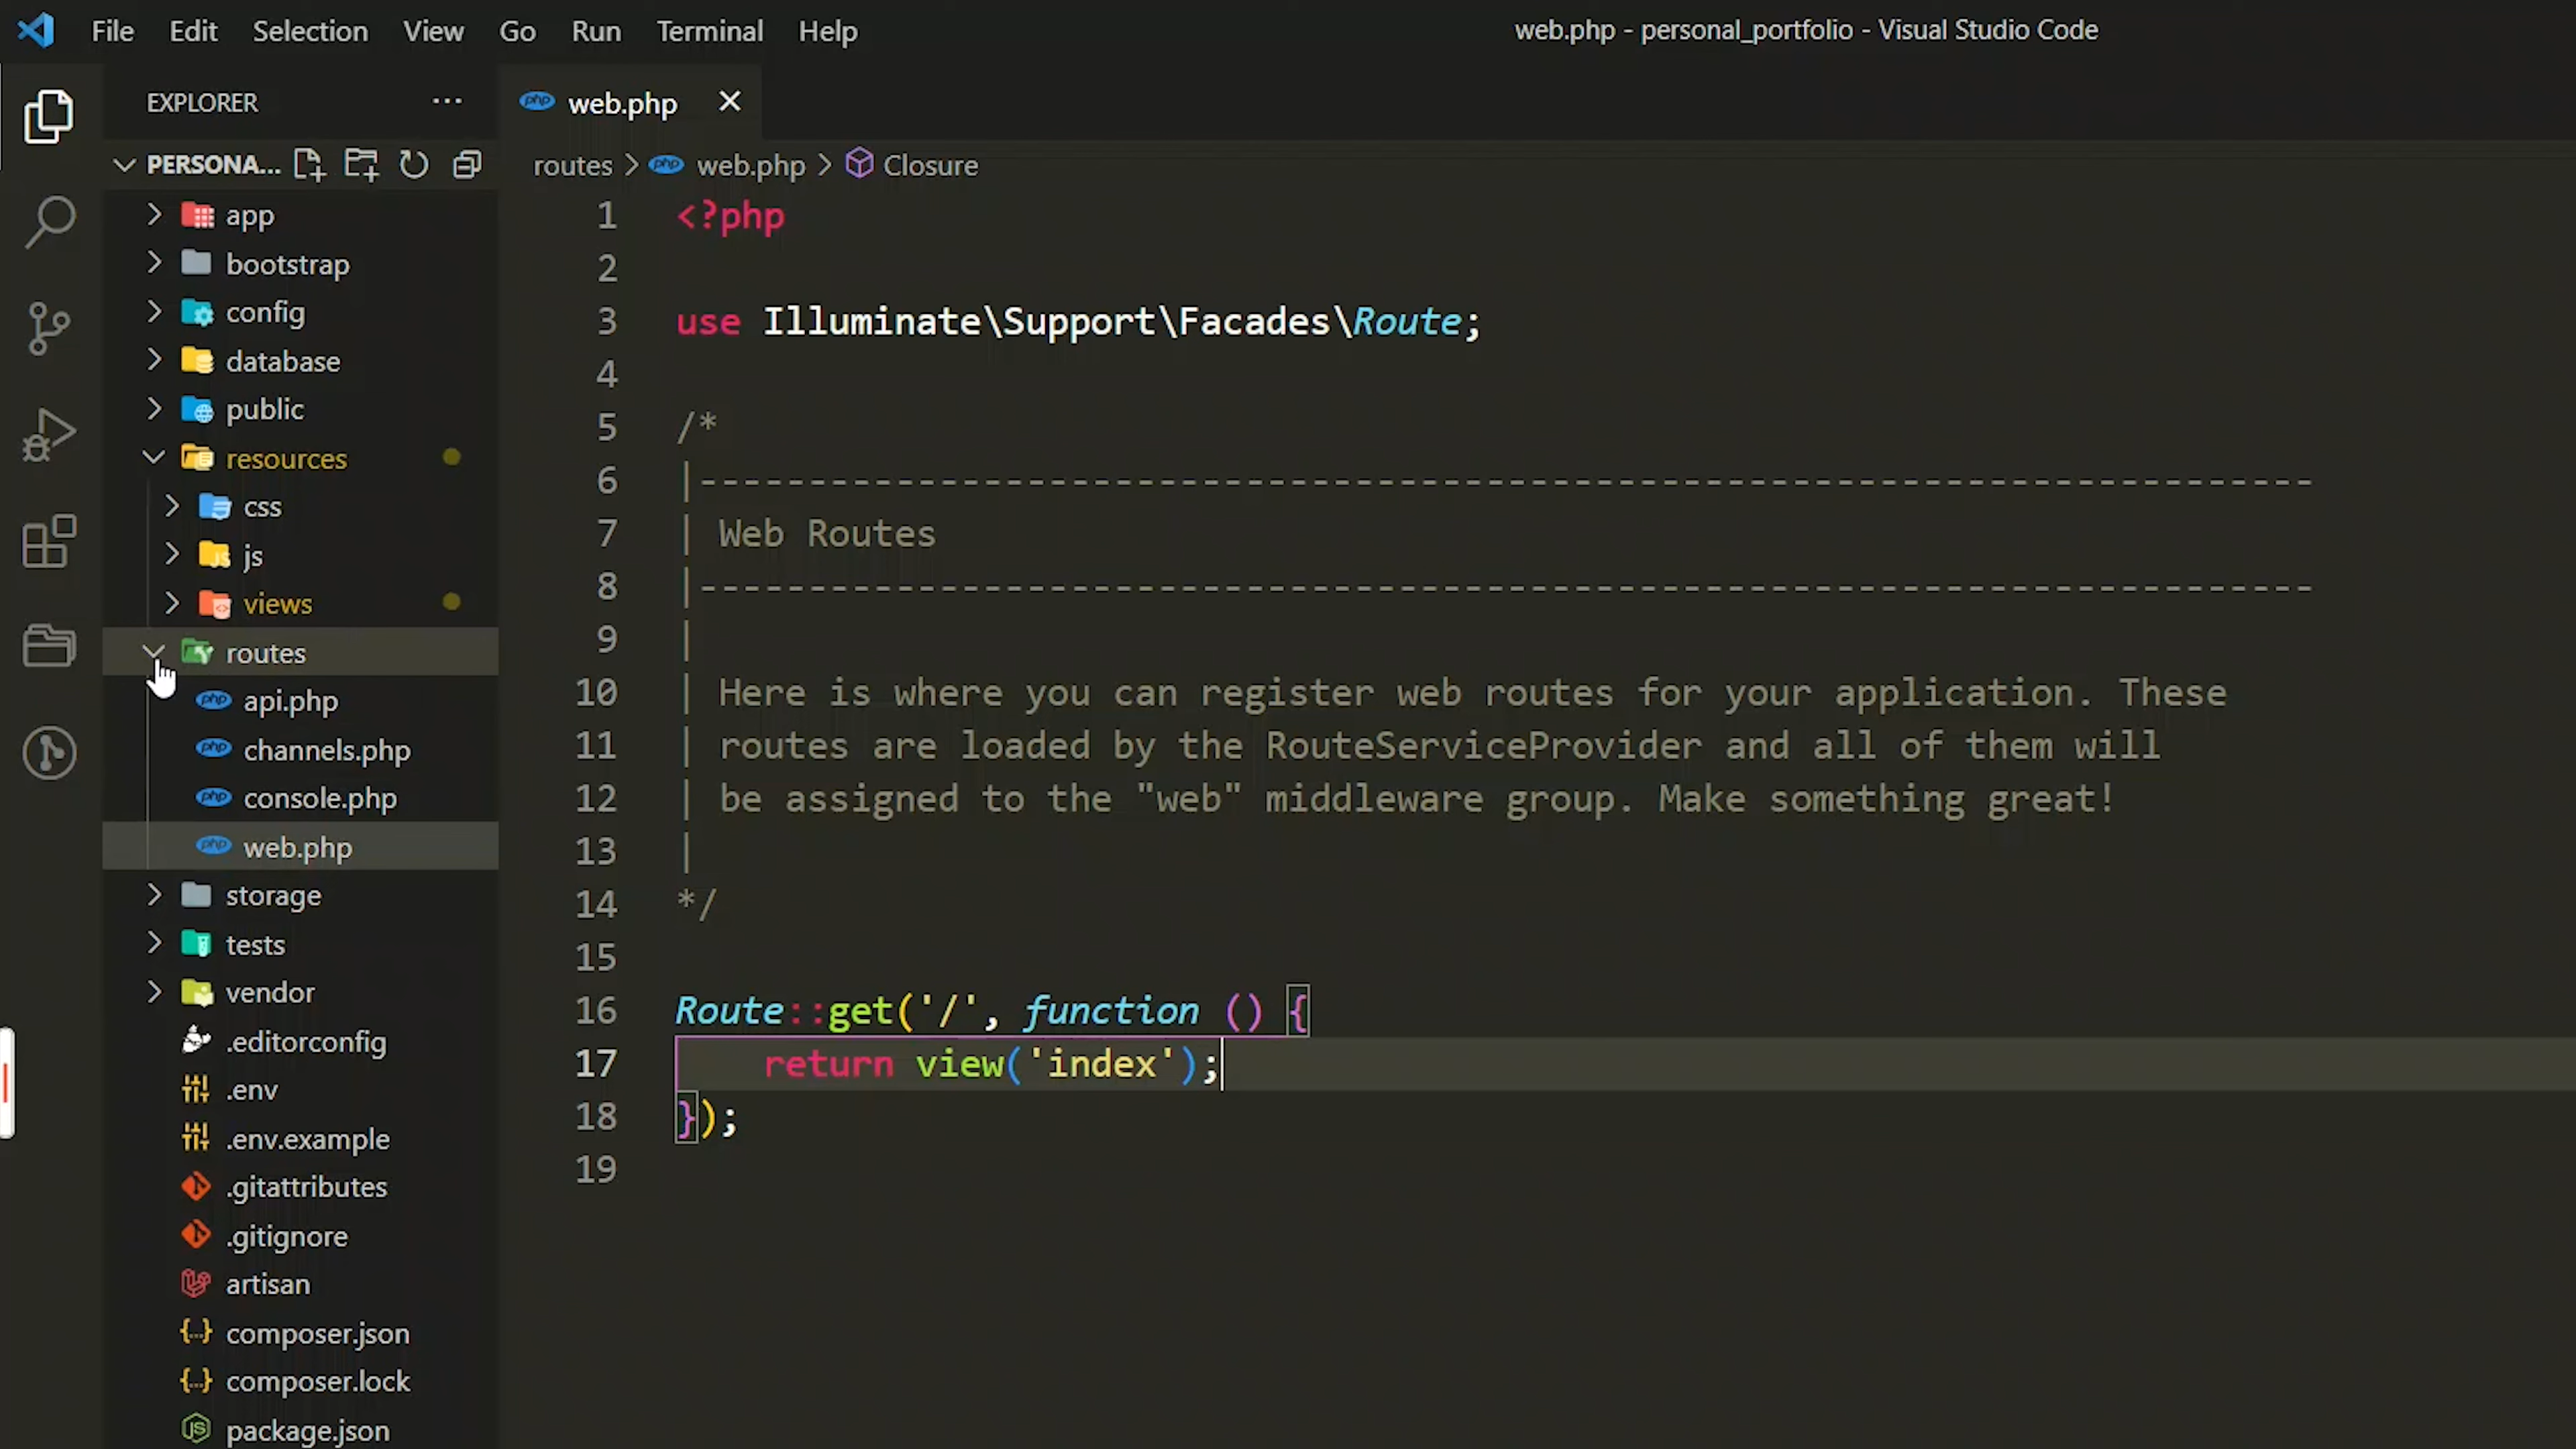 File Edit Selection View Go Run Terminal Help
web.php - personal_portfolio - Visual Studio Code
EXPLORER ···
PERSONA...
app
bootstrap
config
database
public
resources
css
js
views
routes
api.php
channels.php
console.php
web.php
storage
tests
vendor
.editorconfig
.env
.env.example
.gitattributes
.gitignore
artisan
composer.json
composer.lock
package.json
php web.php
routes > php web.php > Closure
1 <?php
2
3 use Illuminate\Support\Facades\Route;
4
5 /*
6 |--------------------------------------------------------------------------
7 | Web Routes
8 |--------------------------------------------------------------------------
9 |
10 | Here is where you can register web routes for your application. These
11 | routes are loaded by the RouteServiceProvider and all of them will
12 | be assigned to the "web" middleware group. Make something great!
13 |
14 */
15
16 Route::get('/', function () {
17     return view('index');
18 });
19